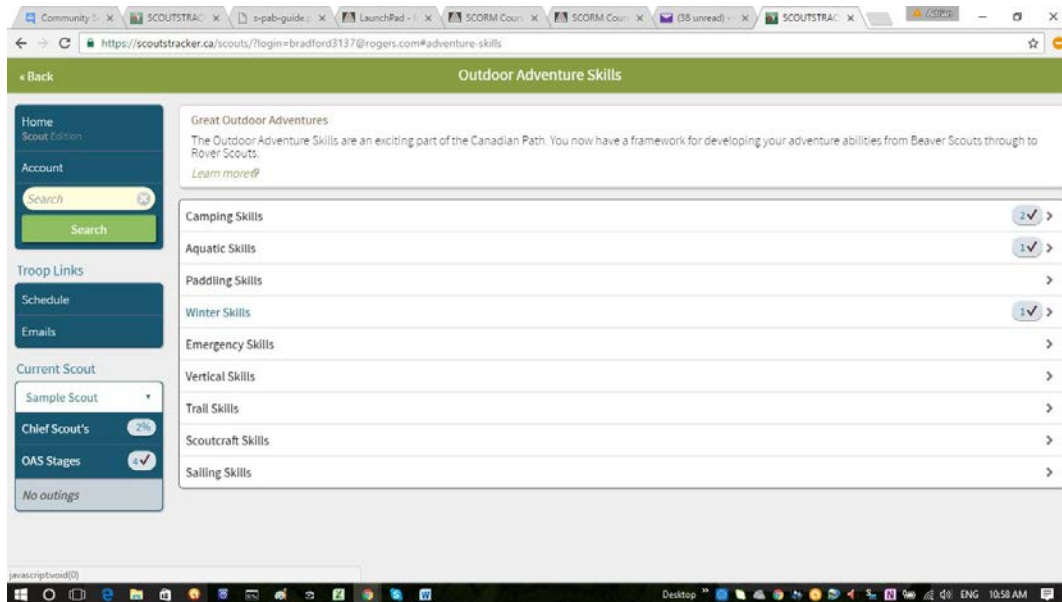 Community S
SCOUTSTRAC
s-pab-guide.p
LaunchPad -
SCORM Cour
SCORM Cour
(38 unread) -
SCOUTSTRAC
https://scoutstracker.ca/scouts/?login=bradford3137@rogers.com#adventure-skills
« Back
Outdoor Adventure Skills
Home
Scout Edition
Account
Search
Search
Troop Links
Schedule
Emails
Current Scout
Sample Scout
Chief Scout's 2%
OAS Stages 4
No outings
Great Outdoor Adventures
The Outdoor Adventure Skills are an exciting part of the Canadian Path. You now have a framework for developing your adventure abilities from Beaver Scouts through to
Rover Scouts.
Learn more
Camping Skills 2
Aquatic Skills 1
Paddling Skills
Winter Skills 1
Emergency Skills
Vertical Skills
Trail Skills
Scoutcraft Skills
Sailing Skills
javascript:void(0)
Desktop » ENG 10:58 AM